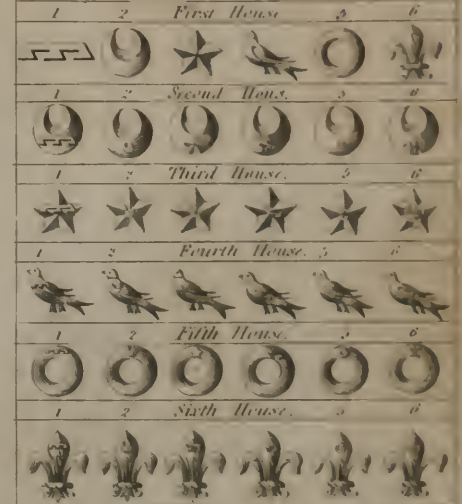 1 2 First House 5 6
1 2 Second Hous. 5 6
1 2 Third House. 5 6
1 2 Fourth House. 5 6
1 2 Fifth House. 5 6
1 2 Sixth House. 5 6